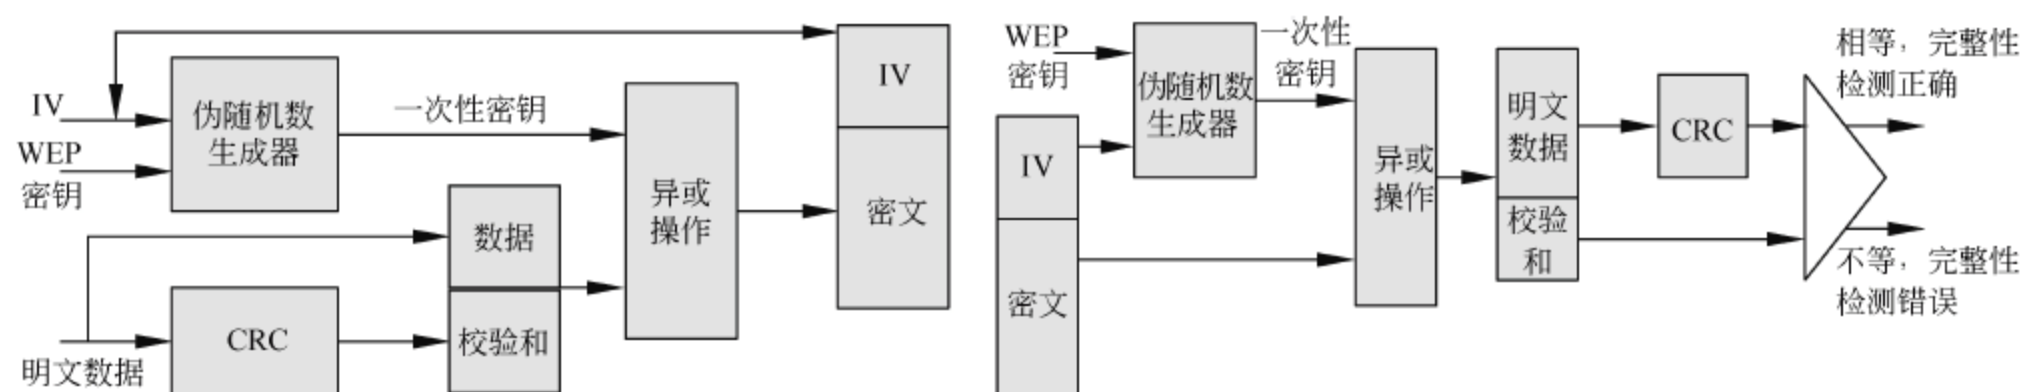 IV
WEP
密钥
伪随机数
生成器
一次性密钥
明文数据
CRC
数据
校验和
异或
操作
IV
密文
WEP
密钥
IV
密文
伪随机数
生成器
一次性
密钥
异或
操作
明文
数据
校验
和
CRC
相等，完整性
检测正确
不等，完整性
检测错误